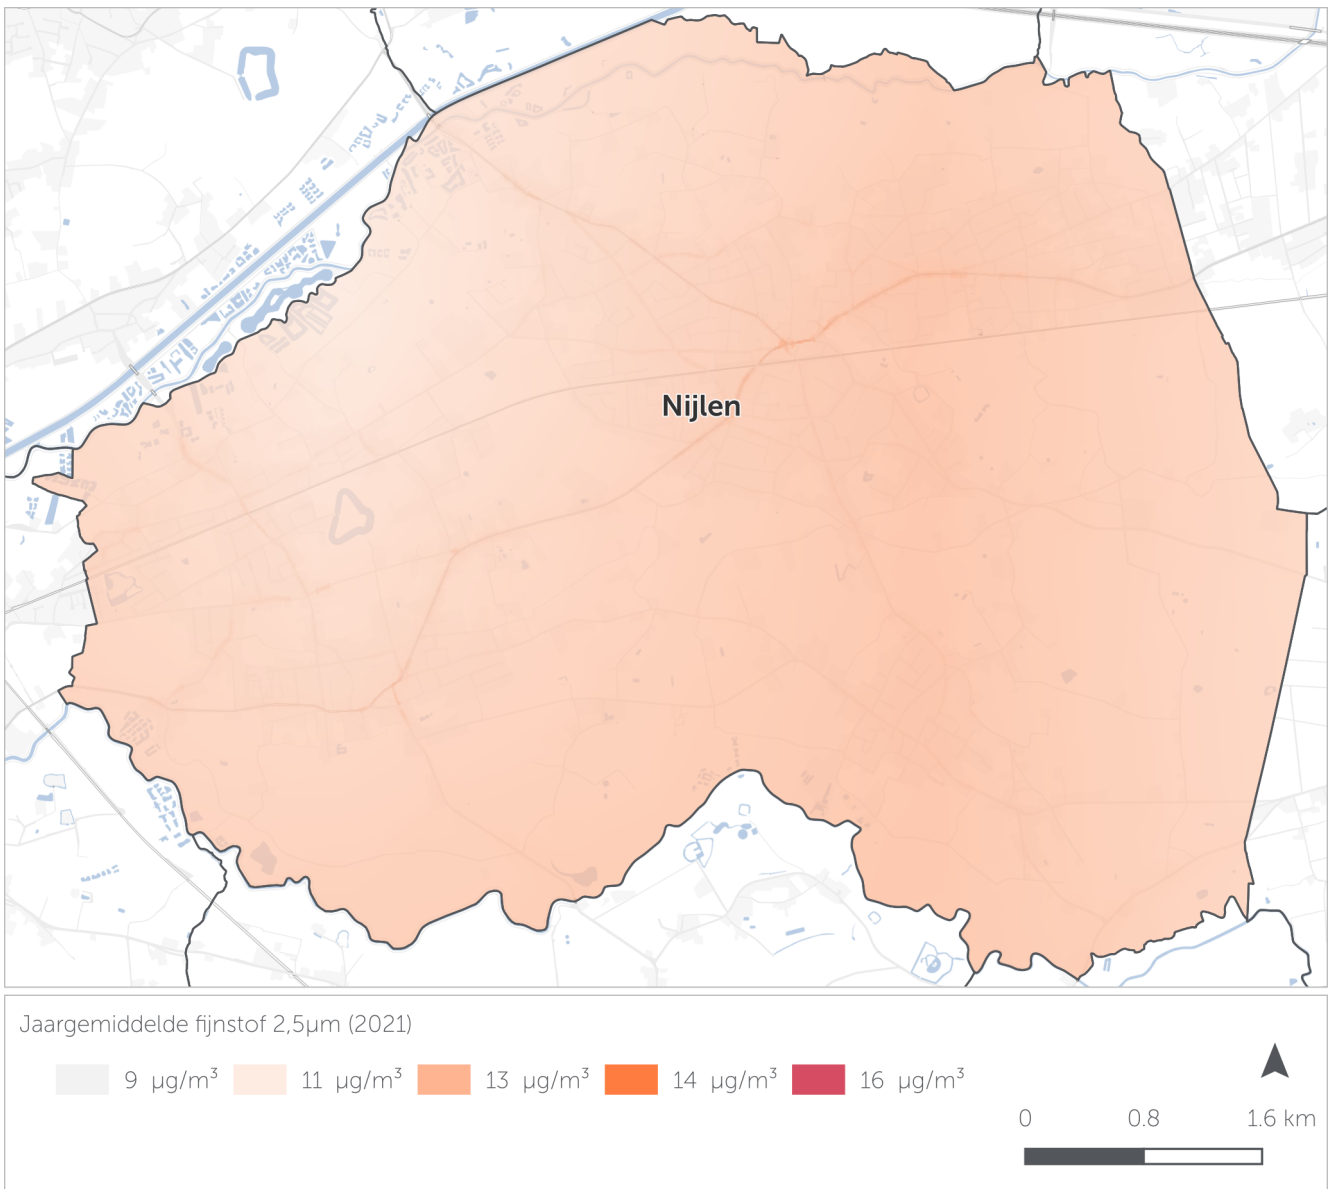 Nijlen
Jaargemiddelde fijnstof 2,5µm (2021)
9 µg/m³ 11 µg/m³ 13 µg/m³ 14 µg/m³ 16 µg/m³
0 0.8 1.6 km